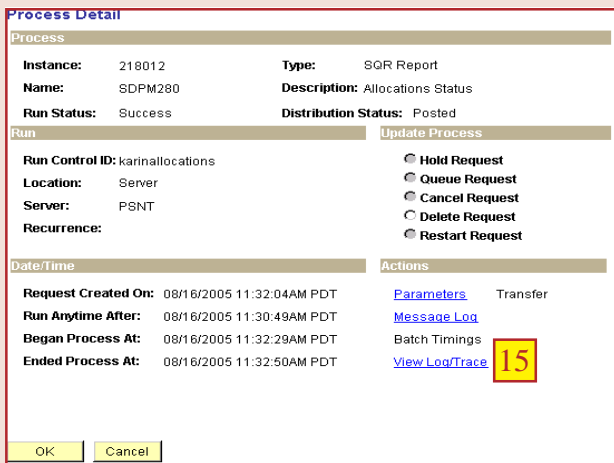 Process Detail
Process
Instance: 218012 Type: SQR Report
Name: SDPM280 Description: Allocations Status
Run Status: Success Distribution Status: Posted
Run
Update Process
Run Control ID: karinallocations
Location: Server
Server: PSNT
Recurrence:
Hold Request
Queue Request
Cancel Request
Delete Request
Restart Request
Date/Time
Request Created On: 08/16/2005 11:32:04AM PDT
Run Anytime After: 08/16/2005 11:30:49AM PDT
Began Process At: 08/16/2005 11:32:29AM PDT
Ended Process At: 08/16/2005 11:32:50AM PDT
Actions
Parameters Transfer
Message Log
Batch Timings
View Log/Trace 15
OK Cancel